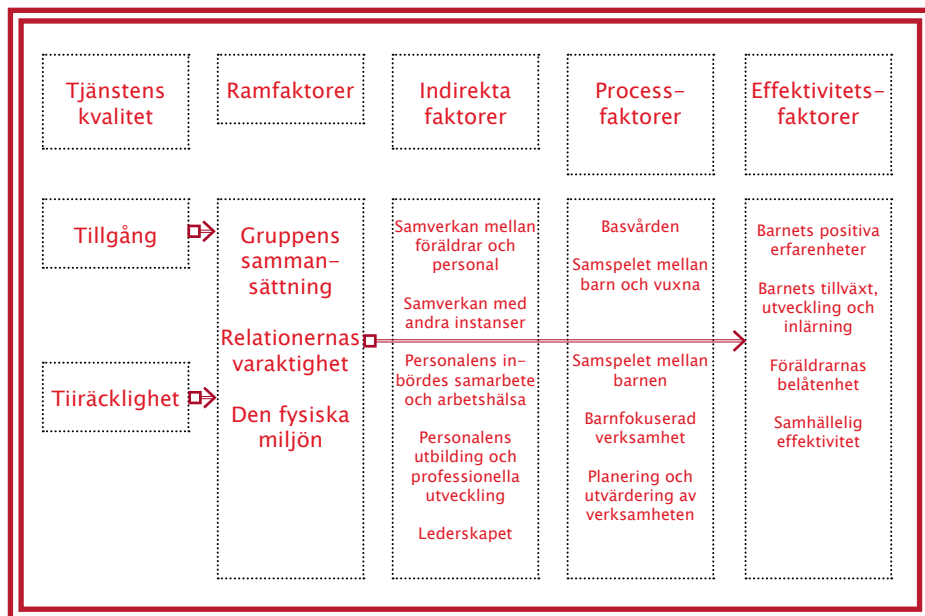 Tjänstens
kvalitet
Ramfaktorer
Indirekta
faktorer
Process-
faktorer
Effektivitets-
faktorer
Tillgång
Tiiräcklighet
Gruppens
samman-
sättning
Relationernas
varaktighet
Den fysiska
miljön
Samverkan mellan
föräldrar och
personal
Samverkan med
andra instanser
Personalens in-
bördes samarbete
och arbetshälsa
Personalens
utbildning och
professionella
utveckling
Lederskapet
Basvården
Samspelet mellan
barn och vuxna
Samspelet mellan
barnen
Barnfokuserad
verksamhet
Planering och
utvärdering av
verksamheten
Barnets positiva
erfarenheter
Barnets tillväxt,
utveckling och
inlärning
Föräldrarnas
belåtenhet
Samhällelig
effektivitet